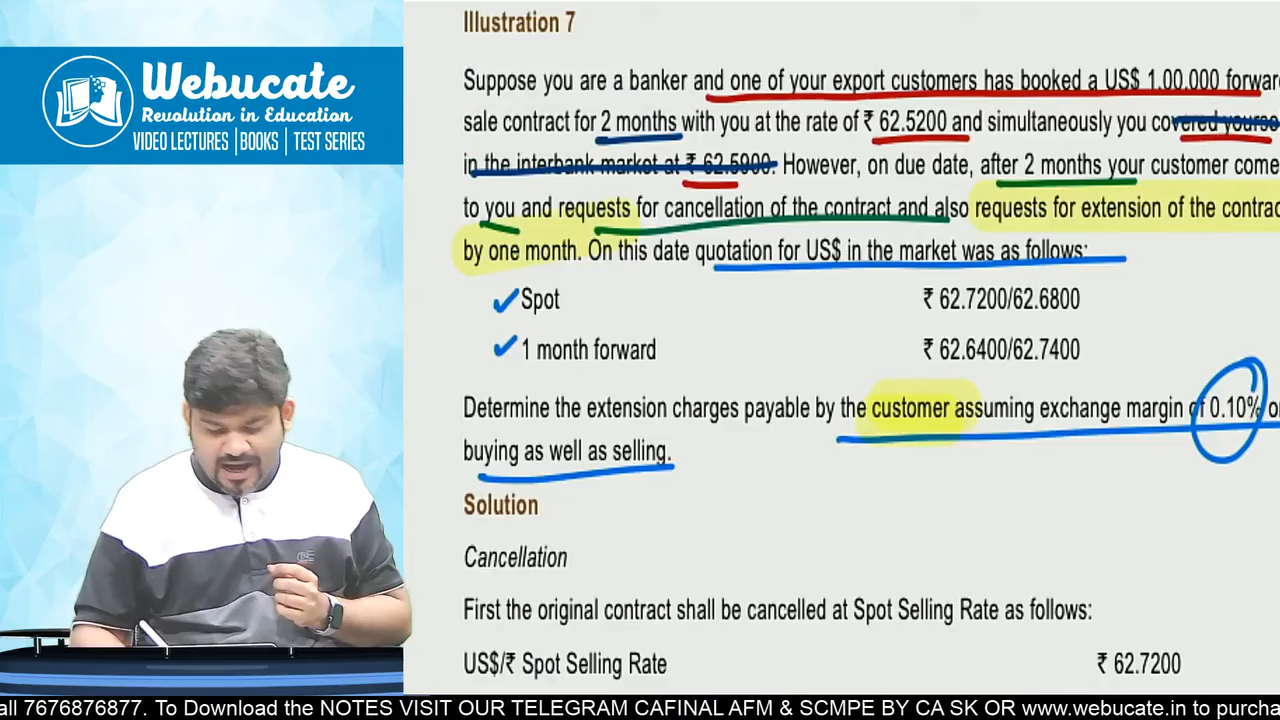 Webucate
Revolution in Education
VIDEO LECTURES | BOOKS | TEST SERIES
Illustration 7
Suppose you are a banker and one of your export customers has booked a US$ 1,00,000 forward
sale contract for 2 months with you at the rate of ₹ 62.5200 and simultaneously you covered yourse
in the interbank market at ₹ 62.5900. However, on due date, after 2 months your customer come
to you and requests for cancellation of the contract and also requests for extension of the contrac
by one month. On this date quotation for US$ in the market was as follows:
Spot ₹ 62.7200/62.6800
1 month forward ₹ 62.6400/62.7400
Determine the extension charges payable by the customer assuming exchange margin of 0.10% on
buying as well as selling.
Solution
Cancellation
First the original contract shall be cancelled at Spot Selling Rate as follows:
US$/₹ Spot Selling Rate ₹ 62.7200
all 7676876877. To Download the NOTES VISIT OUR TELEGRAM CAFINAL AFM & SCMPE BY CA SK OR www.webucate.in to purcha